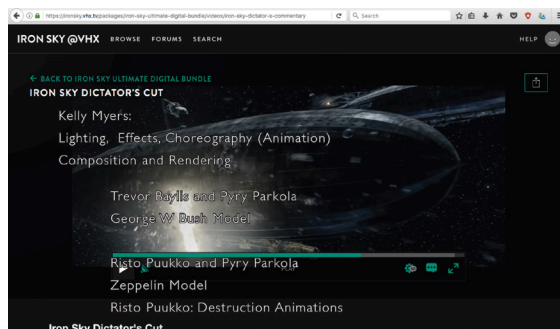 https://ironsky.vhx.tv/packages/iron-sky-ultimate-digital-bundle/videos/iron-sky-dictator-s-commentary
Search
IRON SKY @VHX BROWSE FORUMS SEARCH HELP
← BACK TO IRON SKY ULTIMATE DIGITAL BUNDLE
IRON SKY DICTATOR'S CUT
Kelly Myers:
Lighting, Effects, Choreography (Animation)
Composition and Rendering
Trevor Baylls and Pyry Parkola
George W Bush Model
Risto Puukko and Pyry Parkola
PLAY
Zeppelin Model
Risto Puukko: Destruction Animations
Iron Sky Dictator's Cut